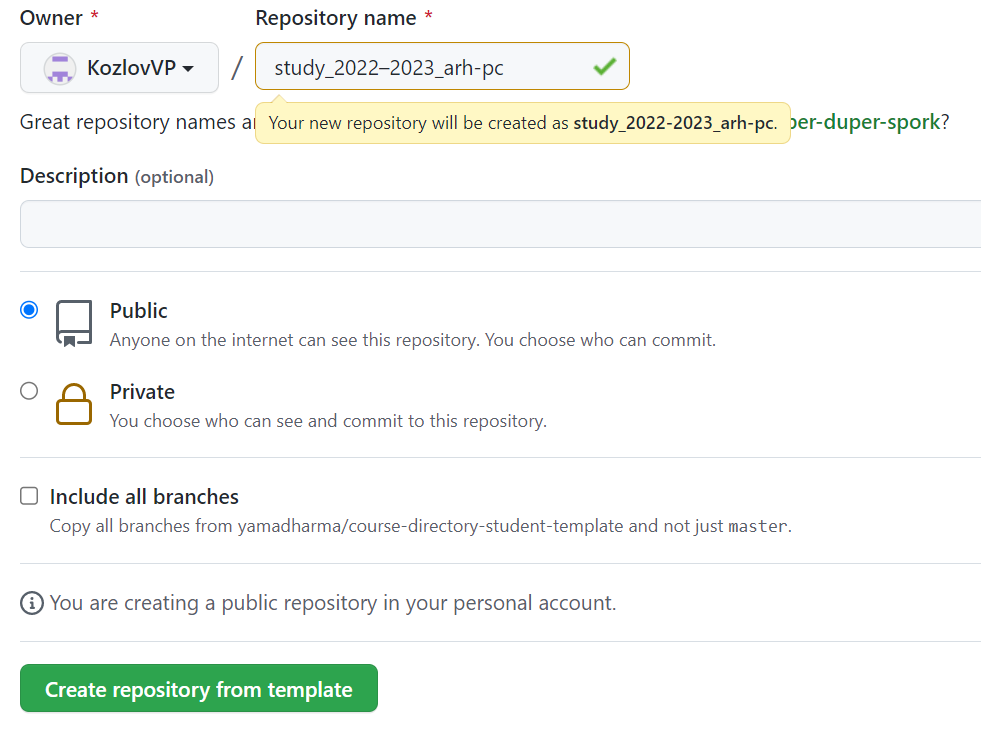 Owner *
Repository name *
KozlovVP
/
study_2022–2023_arh-pc
Great repository names
Your new repository will be created as study_2022-2023_arh-pc.
per-duper-spork?
Description (optional)
Public
Anyone on the internet can see this repository. You choose who can commit.
Private
You choose who can see and commit to this repository.
Include all branches
Copy all branches from yamadharma/course-directory-student-template and not just master.
You are creating a public repository in your personal account.
Create repository from template